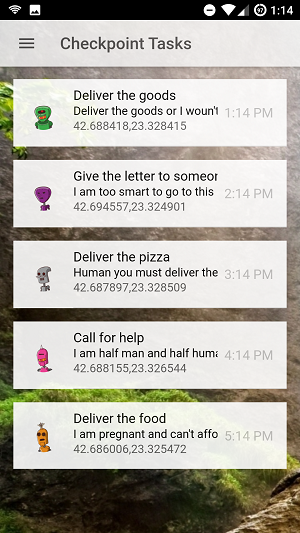 97
1:14
Checkpoint Tasks
Deliver the goods
Deliver the goods or I woun't
1:14 PM
42.688418,23.328415
Give the letter to someor
I am too smart to go to this
2:14 PM
42.694557,23.324901
Deliver the pizza
Human you must deliver the
3:14 PM
42.687897,23.328509
Call for help
I am half man and half huma
4:14 PM
42.688155,23.326544
Deliver the food
I am pregnant and can't affo
5:14 PM
42.686006,23.325472